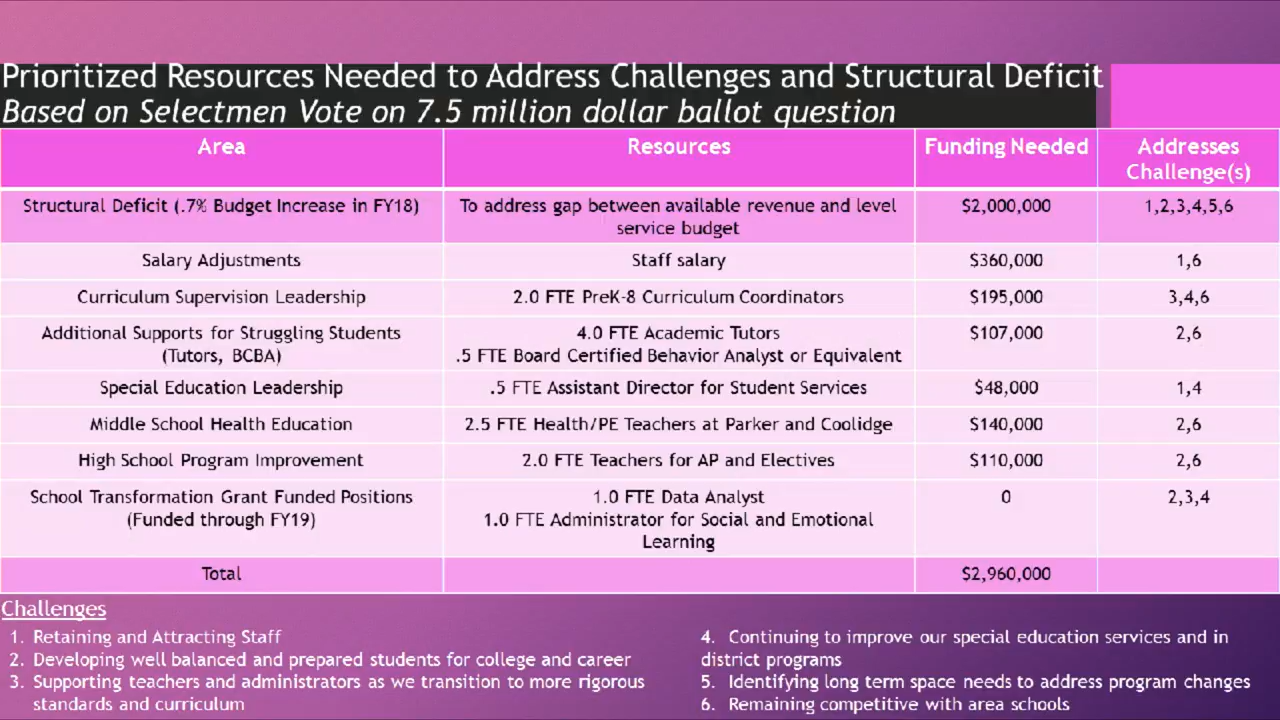 Prioritized Resources Needed to Address Challenges and Structural Deficit
Based on Selectmen Vote on 7.5 million dollar ballot question
Area Resources Funding Needed Addresses Challenge(s)
Structural Deficit (.7% Budget Increase in FY18) To address gap between available revenue and level service budget $2,000,000 1,2,3,4,5,6
Salary Adjustments Staff salary $360,000 1,6
Curriculum Supervision Leadership 2.0 FTE PreK-8 Curriculum Coordinators $195,000 3,4,6
Additional Supports for Struggling Students (Tutors, BCBA) 4.0 FTE Academic Tutors .5 FTE Board Certified Behavior Analyst or Equivalent $107,000 2,6
Special Education Leadership .5 FTE Assistant Director for Student Services $48,000 1,4
Middle School Health Education 2.5 FTE Health/PE Teachers at Parker and Coolidge $140,000 2,6
High School Program Improvement 2.0 FTE Teachers for AP and Electives $110,000 2,6
School Transformation Grant Funded Positions (Funded through FY19) 1.0 FTE Data Analyst 1.0 FTE Administrator for Social and Emotional Learning 0 2,3,4
Total $2,960,000
Challenges
1. Retaining and Attracting Staff
2. Developing well balanced and prepared students for college and career
3. Supporting teachers and administrators as we transition to more rigorous
standards and curriculum
4. Continuing to improve our special education services and in
district programs
5. Identifying long term space needs to address program changes
6. Remaining competitive with area schools